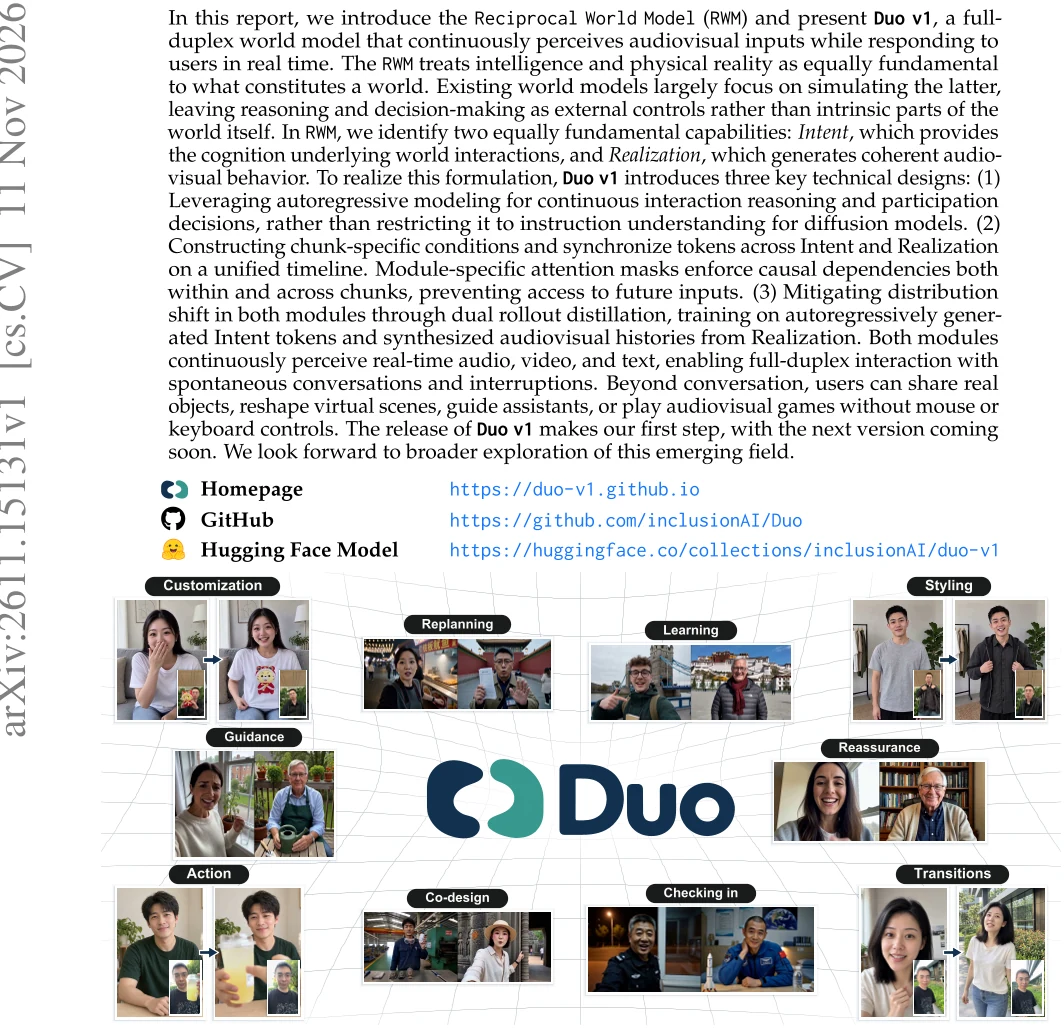 arXiv:2611.15131v1 [cs.CV] 11 Nov 2026
In this report, we introduce the Reciprocal World Model (RWM) and present Duo v1, a full-
duplex world model that continuously perceives audiovisual inputs while responding to
users in real time. The RWM treats intelligence and physical reality as equally fundamental
to what constitutes a world. Existing world models largely focus on simulating the latter,
leaving reasoning and decision-making as external controls rather than intrinsic parts of the
world itself. In RWM, we identify two equally fundamental capabilities: Intent, which provides
the cognition underlying world interactions, and Realization, which generates coherent audio-
visual behavior. To realize this formulation, Duo v1 introduces three key technical designs: (1)
Leveraging autoregressive modeling for continuous interaction reasoning and participation
decisions, rather than restricting it to instruction understanding for diffusion models. (2)
Constructing chunk-specific conditions and synchronize tokens across Intent and Realization
on a unified timeline. Module-specific attention masks enforce causal dependencies both
within and across chunks, preventing access to future inputs. (3) Mitigating distribution
shift in both modules through dual rollout distillation, training on autoregressively gener-
ated Intent tokens and synthesized audiovisual histories from Realization. Both modules
continuously perceive real-time audio, video, and text, enabling full-duplex interaction with
spontaneous conversations and interruptions. Beyond conversation, users can share real
objects, reshape virtual scenes, guide assistants, or play audiovisual games without mouse or
keyboard controls. The release of Duo v1 makes our first step, with the next version coming
soon. We look forward to broader exploration of this emerging field.
Homepage https://duo-v1.github.io
GitHub https://github.com/inclusionAI/Duo
Hugging Face Model https://huggingface.co/collections/inclusionAI/duo-v1
Customization
Replanning
Learning
Styling
Guidance
Duo
Reassurance
Action
Co-design
Checking in
Transitions